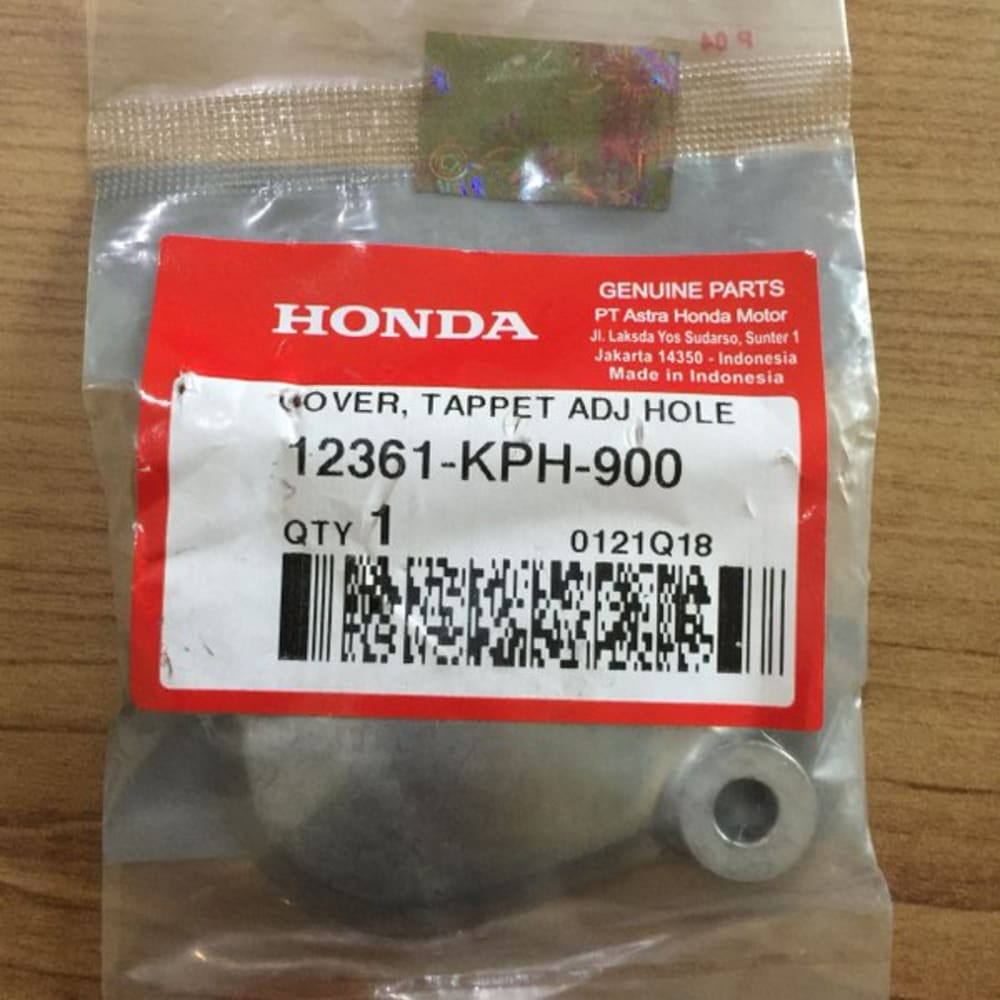 P 04
HONDA
GENUINE PARTS
PT Astra Honda Motor
Jl. Laksda Yos Sudarso, Sunter 1
Jakarta 14350 - Indonesia
Made in Indonesia
COVER, TAPPET ADJ HOLE
12361-KPH-900
QTY 1
0121Q18